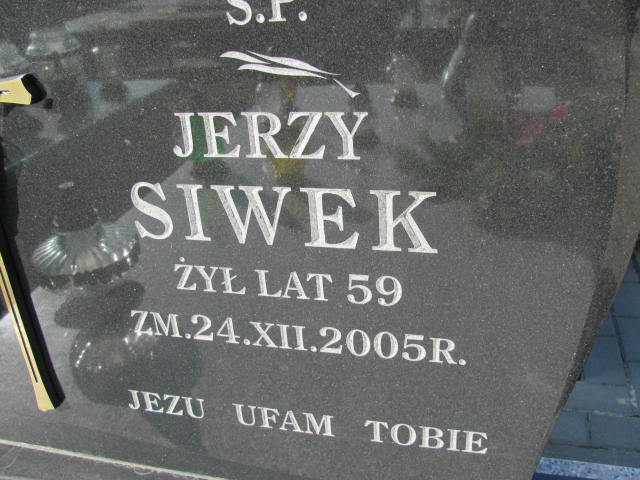 Ś.P.
JERZY
SIWEK
ŻYŁ LAT 59
ZM.24.XII.2005R.
JEZU UFAM TOBIE